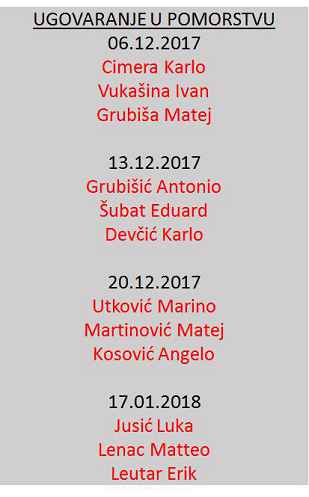 UGOVARANJE U POMORSTVU
06.12.2017
Cimera Karlo
Vukašina Ivan
Grubiša Matej
13.12.2017
Grubišić Antonio
Šubat Eduard
Devčić Karlo
20.12.2017
Utković Marino
Martinović Matej
Kosović Angelo
17.01.2018
Jusić Luka
Lenac Matteo
Leutar Erik